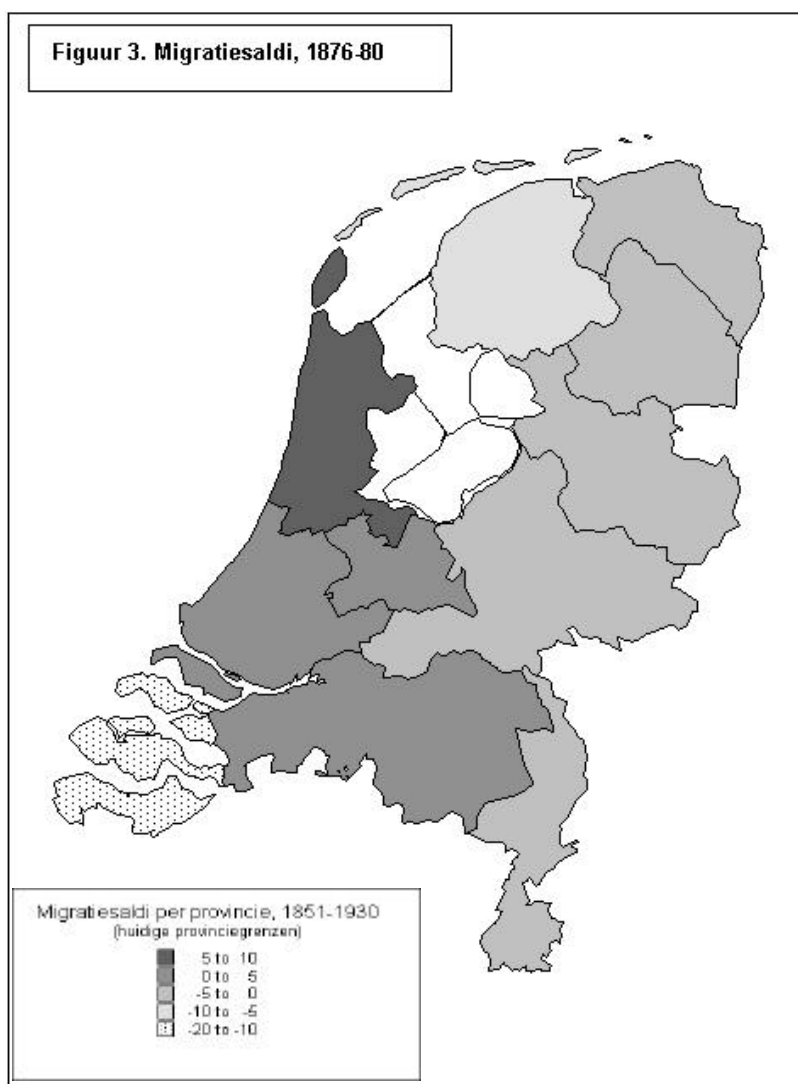 Figuur 3. Migratiesaldi, 1876-80
Migratiesaldi per provincie, 1851-1930
(huidige provinciegrenzen)
5 to 10
0 to 5
-5 to 0
-10 to -5
-20 to -10